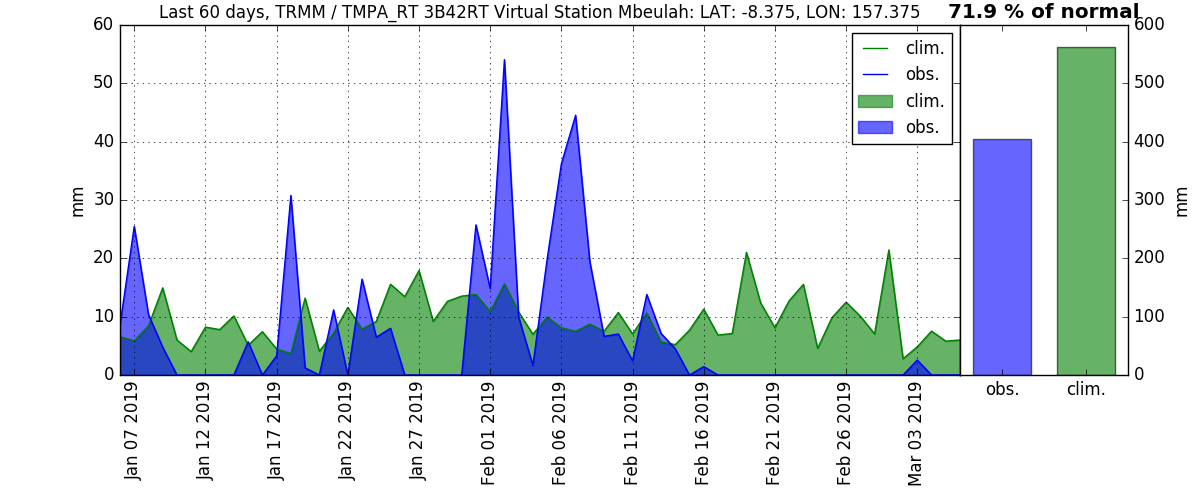 Last 60 days, TRMM / TMPA_RT 3B42RT Virtual Station Mbeulah: LAT: -8.375, LON: 157.375
71.9 % of normal
60
50
40
30
20
10
0
mm
clim.
obs.
clim.
obs.
Jan 07 2019
Jan 12 2019
Jan 17 2019
Jan 22 2019
Jan 27 2019
Feb 01 2019
Feb 06 2019
Feb 11 2019
Feb 16 2019
Feb 21 2019
Feb 26 2019
Mar 03 2019
600
500
400
300
200
100
0
mm
obs.
clim.